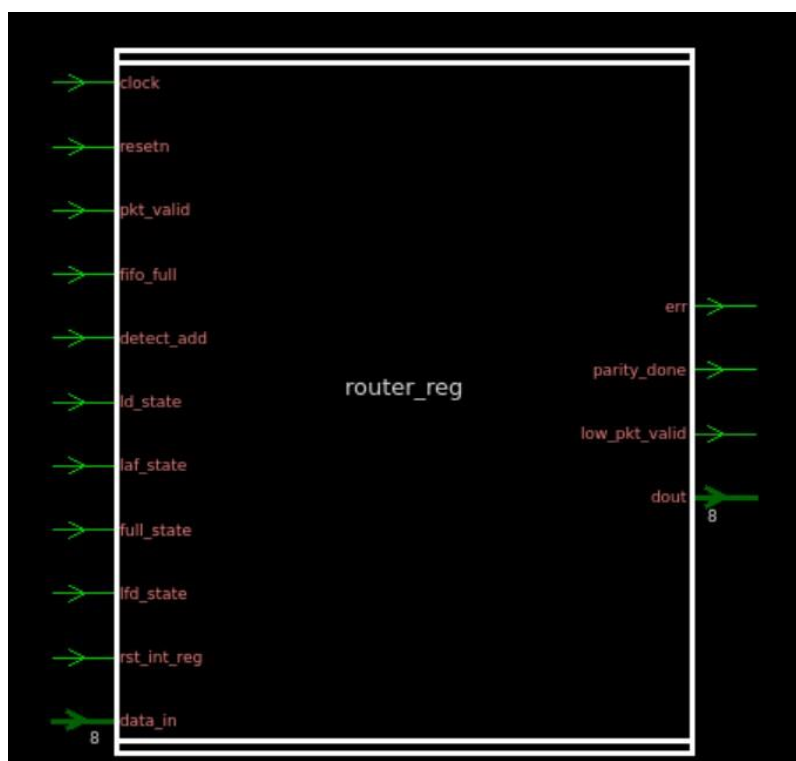 clock
resetn
pkt_valid
fifo_full
detect_add
ld_state
laf_state
full_state
lfd_state
rst_int_reg
data_in
8
router_reg
err
parity_done
low_pkt_valid
dout
8